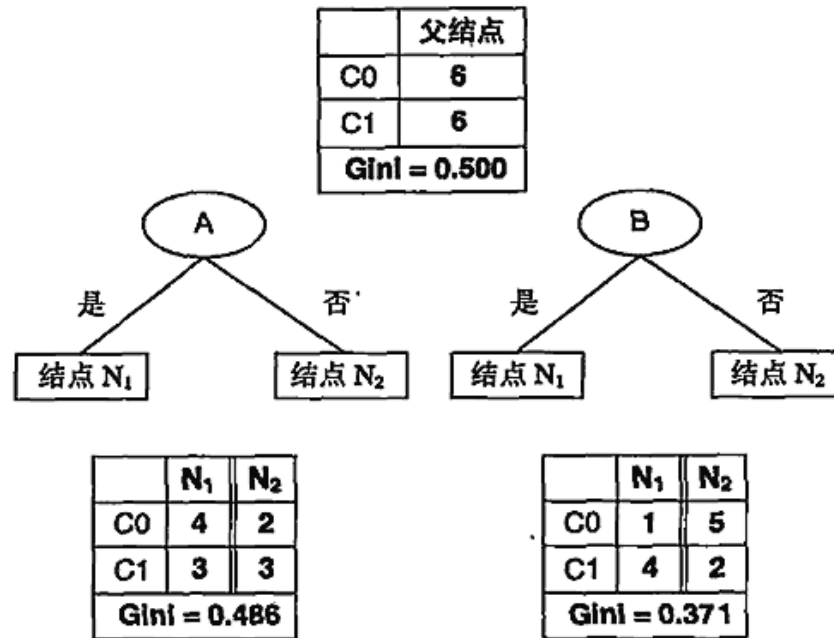 父结点
C0 6
C1 6
Gini = 0.500
A
B
是
否
是
否
结点 N₁
结点 N₂
结点 N₁
结点 N₂
N₁ N₂
C0 4 2
C1 3 3
Gini = 0.486
N₁ N₂
C0 1 5
C1 4 2
Gini = 0.371